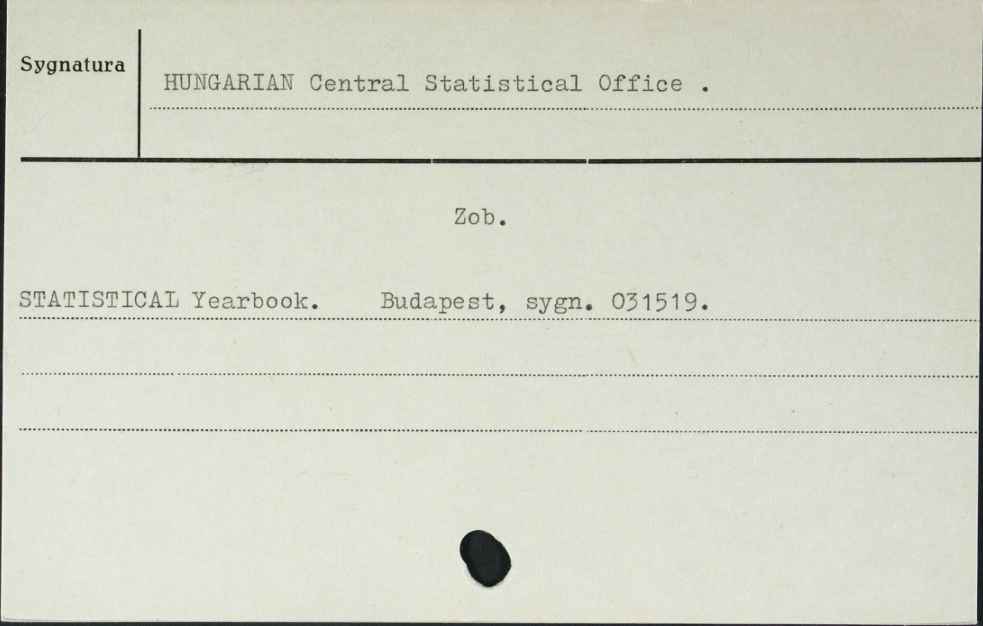 Sygnatura
HUNGARIAN Central Statistical Office .
Zob.
STATISTICAL Yearbook. Budapest, sygn. 031519.